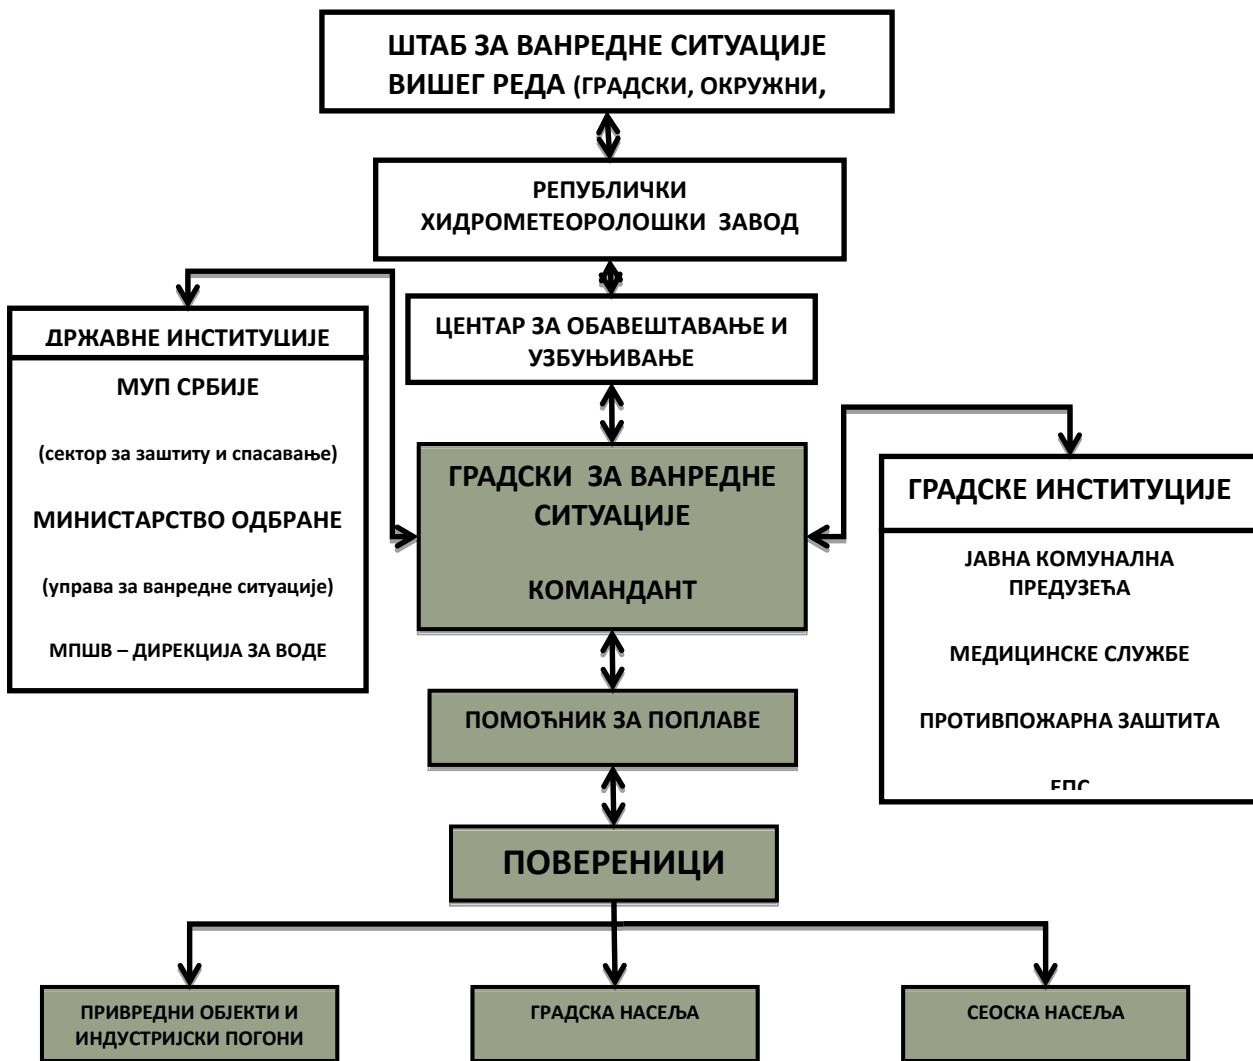 ШТАБ ЗА ВАНРЕДНЕ СИТУАЦИЈЕ
ВИШЕГ РЕДА (ГРАДСКИ, ОКРУЖНИ,
РЕПУБЛИЧКИ
ХИДРОМЕТЕОРОЛОШКИ ЗАВОД
ЦЕНТАР ЗА ОБАВЕШТАВАЊЕ И
УЗБУЊИВАЊЕ
ДРЖАВНЕ ИНСТИТУЦИЈЕ
МУП СРБИЈЕ
(сектор за заштиту и спасавање)
МИНИСТАРСТВО ОДБРАНЕ
(управа за ванредне ситуације)
МПШВ – ДИРЕКЦИЈА ЗА ВОДЕ
ГРАДСКИ ЗА ВАНРЕДНЕ
СИТУАЦИЈЕ
КОМАНДАНТ
ГРАДСКЕ ИНСТИТУЦИЈЕ
ЈАВНА КОМУНАЛНА
ПРЕДУЗЕЋА
МЕДИЦИНСКЕ СЛУЖБЕ
ПРОТИВПОЖАРНА ЗАШТИТА
ЕПС
ПОМОЋНИК ЗА ПОПЛАВЕ
ПОВЕРЕНИЦИ
ПРИВРЕДНИ ОБЈЕКТИ И
ИНДУСТРИЈСКИ ПОГОНИ
ГРАДСКА НАСЕЉА
СЕОСКА НАСЕЉА